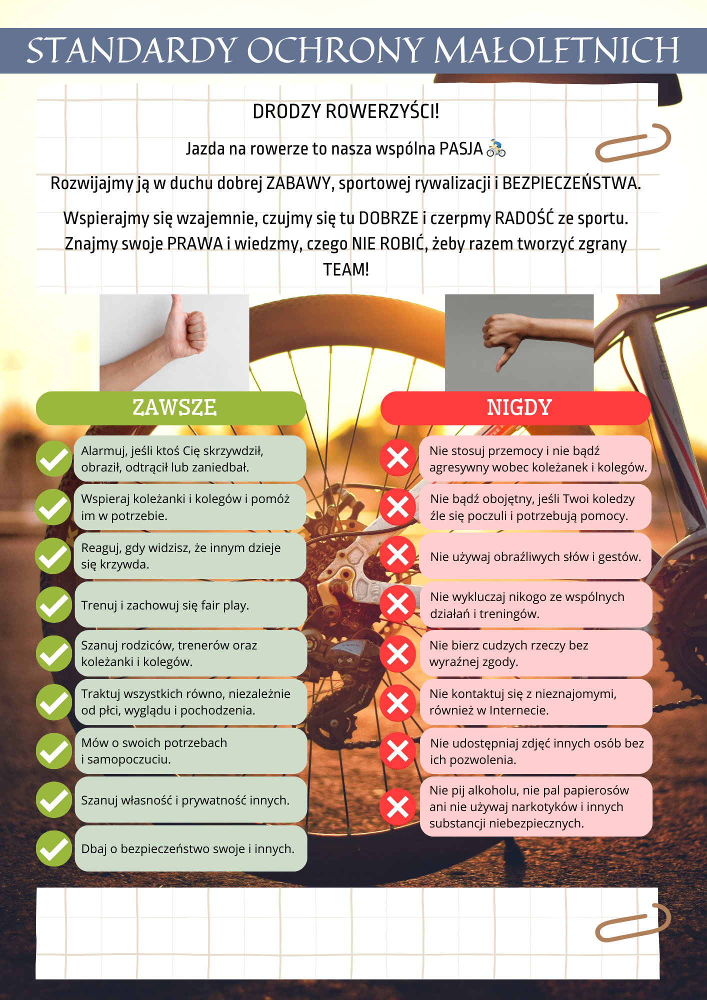 STANDARDY OCHRONY MAŁOLETNICH
DRODZY ROWERZYŚCI!
Jazda na rowerze to nasza wspólna PASJA 🚴
Rozwijajmy ją w duchu dobrej ZABAWY, sportowej rywalizacji i BEZPIECZEŃSTWA.
Wspierajmy się wzajemnie, czujmy się tu DOBRZE i czerpmy RADOŚĆ ze sportu.
Znajmy swoje PRAWA i wiedzmy, czego NIE ROBIĆ, żeby razem tworzyć zgrany
TEAM!
ZAWSZE
Alarmuj, jeśli ktoś Cię skrzywdził,
obraził, odtrącił lub zaniedbał.
Wspieraj koleżanki i kolegów i pomóż
im w potrzebie.
Reaguj, gdy widzisz, że innym dzieje
się krzywda.
Trenuj i zachowuj się fair play.
Szanuj rodziców, trenerów oraz
koleżanki i kolegów.
Traktuj wszystkich równo, niezależnie
od płci, wyglądu i pochodzenia.
Mów o swoich potrzebach
i samopoczuciu.
Szanuj własność i prywatność innych.
Dbaj o bezpieczeństwo swoje i innych.
NIGDY
Nie stosuj przemocy i nie bądź
agresywny wobec koleżanek i kolegów.
Nie bądź obojętny, jeśli Twoi koledzy
źle się poczuli i potrzebują pomocy.
Nie używaj obraźliwych słów i gestów.
Nie wykluczaj nikogo ze wspólnych
działań i treningów.
Nie bierz cudzych rzeczy bez
wyraźnej zgody.
Nie kontaktuj się z nieznajomymi,
również w Internecie.
Nie udostępniaj zdjęć innych osób bez
ich pozwolenia.
Nie pij alkoholu, nie pal papierosów
ani nie używaj narkotyków i innych
substancji niebezpiecznych.
SHIMANO
Tourney